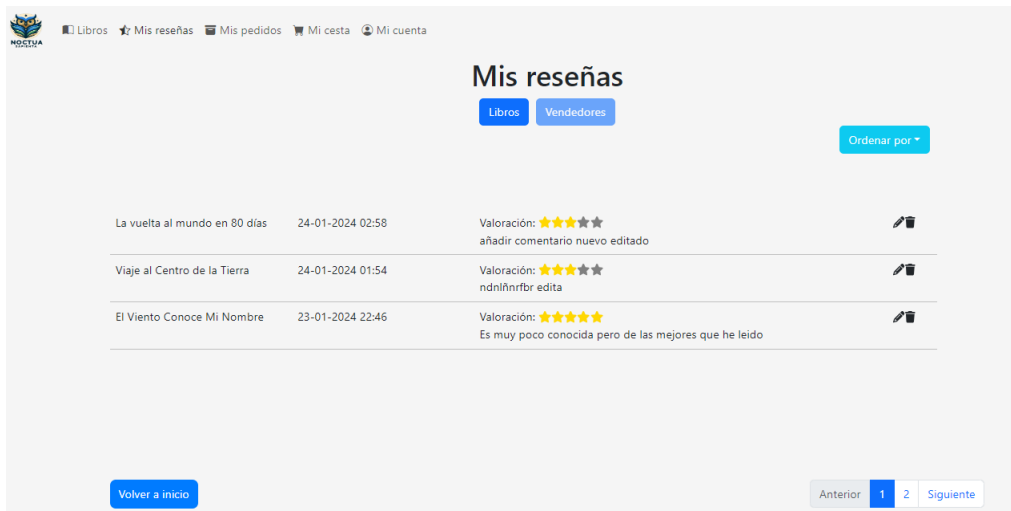 NOCTUA
SAPIENTA
Libros Mis reseñas Mis pedidos Mi cesta Mi cuenta
Mis reseñas
Libros Vendedores
Ordenar por
La vuelta al mundo en 80 días 24-01-2024 02:58 Valoración:
añadir comentario nuevo editado
Viaje al Centro de la Tierra 24-01-2024 01:54 Valoración:
ndnlñnrfbr edita
El Viento Conoce Mi Nombre 23-01-2024 22:46 Valoración:
Es muy poco conocida pero de las mejores que he leido
Volver a inicio Anterior 1 2 Siguiente